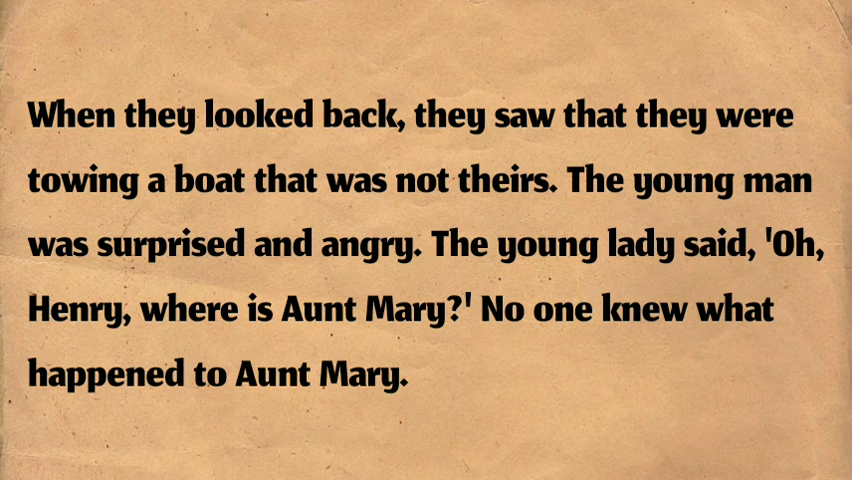 When they looked back, they saw that they were
towing a boat that was not theirs. The young man
was surprised and angry. The young lady said, 'Oh,
Henry, where is Aunt Mary?' No one knew what
happened to Aunt Mary.